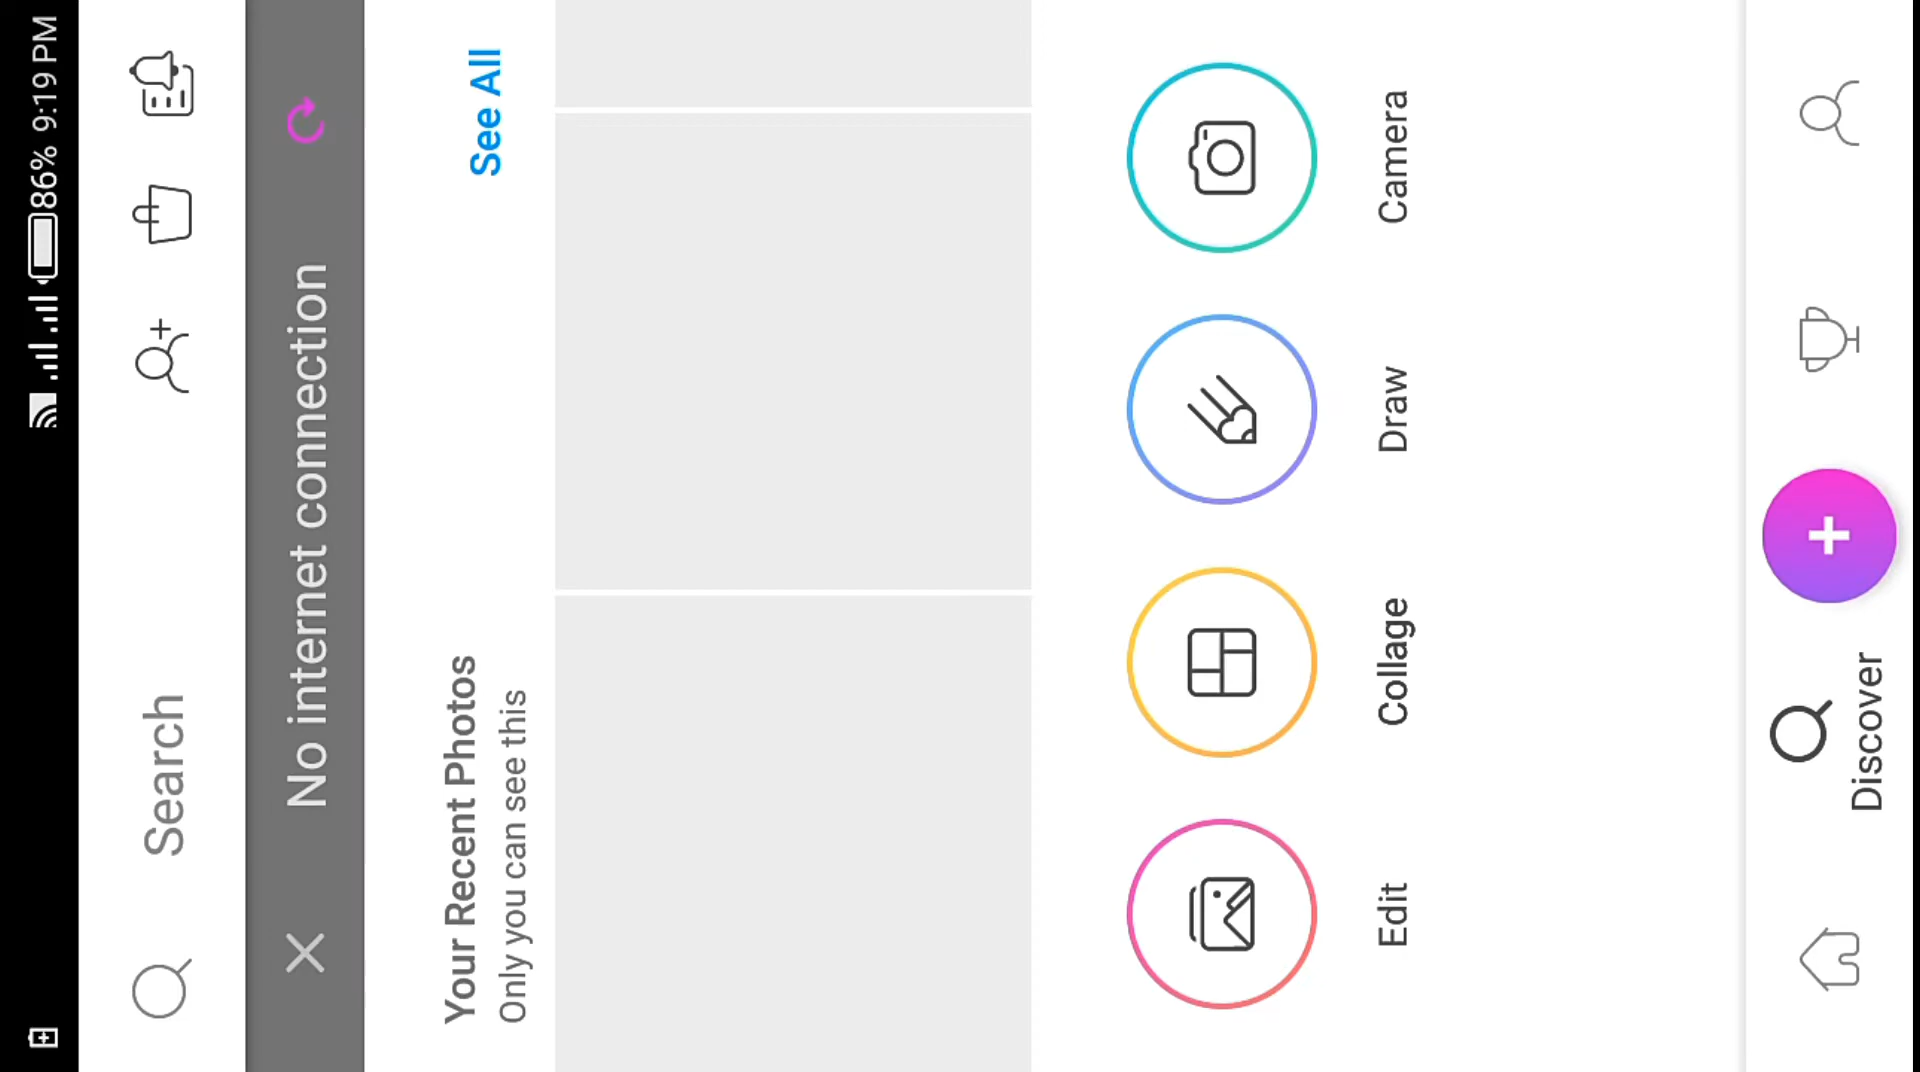 86% 9:19 PM
Search
No internet connection
Your Recent Photos
See All
Only you can see this
Edit
Collage
Draw
Camera
Discover